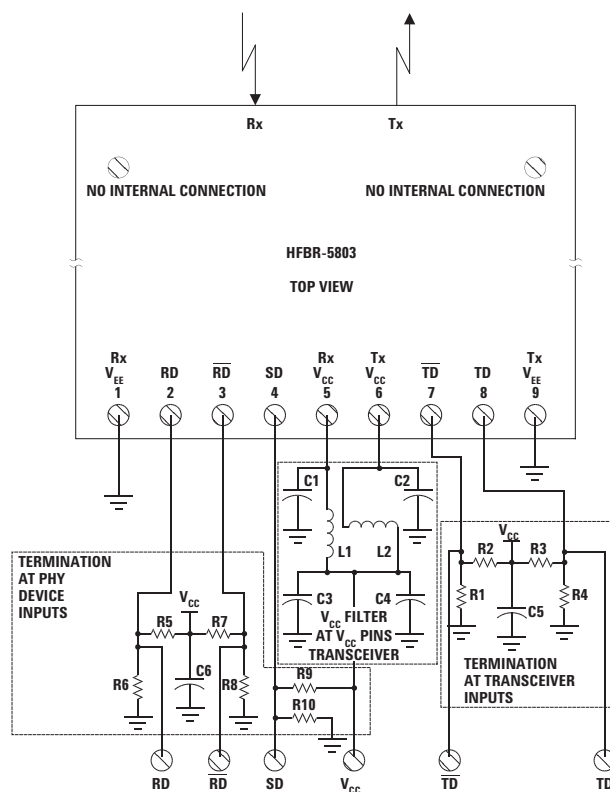 Rx Tx
NO INTERNAL CONNECTION NO INTERNAL CONNECTION
HFBR-5803
TOP VIEW
Rx Rx Tx Tx
VEE RD RD SD VCC VCC TD TD VEE
1 2 3 4 5 6 7 8 9
C1 C2
L1 L2
VCC
R2 R3
TERMINATION
AT PHY
DEVICE
INPUTS
VCC
C3 C4
VCC FILTER
AT VCC PINS
TRANSCEIVER
R1 C5 R4
TERMINATION
AT TRANSCEIVER
INPUTS
R5 R7
R6 C6 R8
R9
R10
RD RD SD VCC TD TD